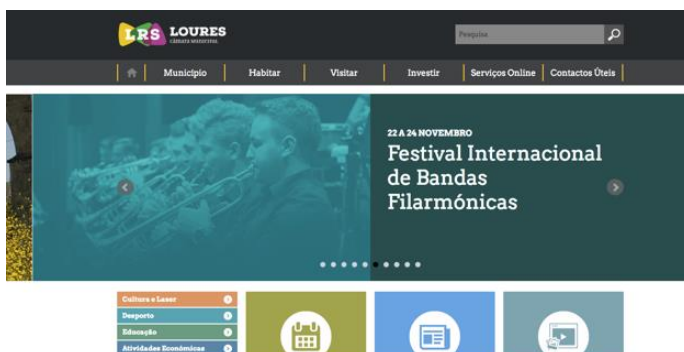 LRS LOURES
CÂMARA MUNICIPAL
Pesquise
Município Habitar Visitar Investir Serviços Online Contactos Úteis
22 A 24 NOVEMBRO
Festival Internacional
de Bandas
Filarmónicas
Cultura e Lazer
Desporto
Educação
Atividades Económicas